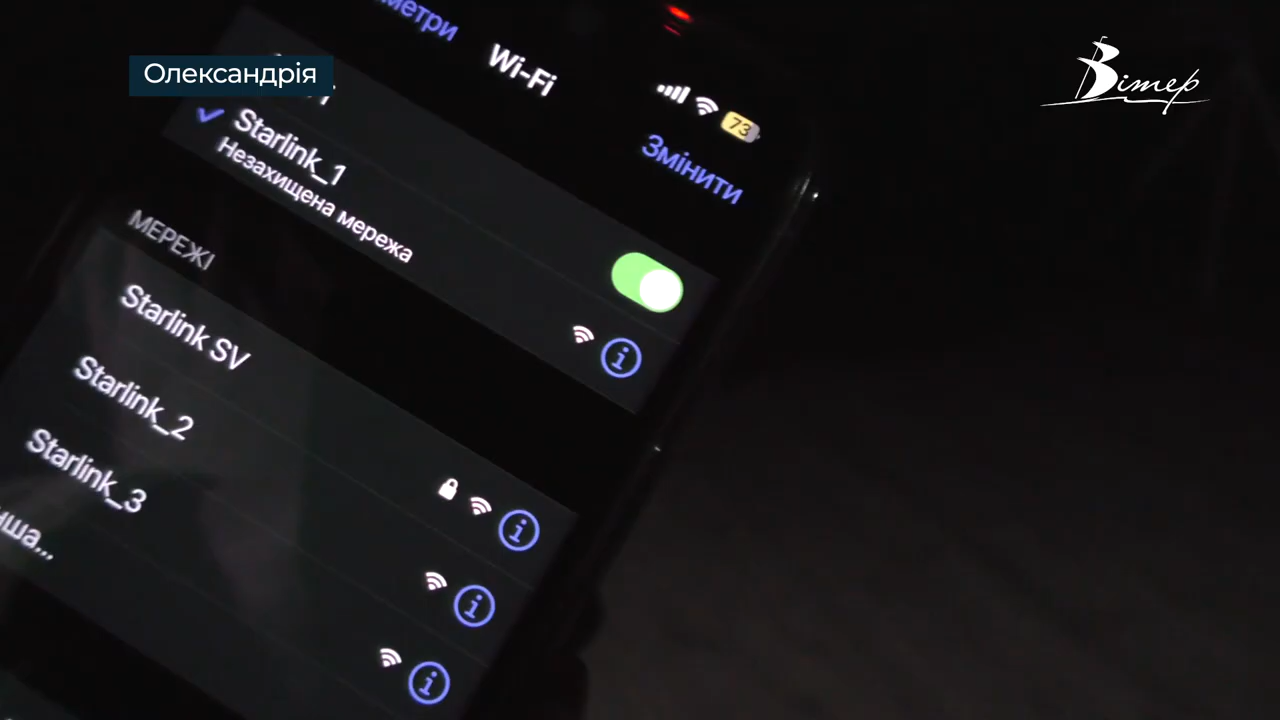 Олександрія
Вітер
Wi-Fi
73
Змінити
Starlink_1
Незахищена мережа
МЕРЕЖІ
Starlink SV
Starlink_2
Starlink_3